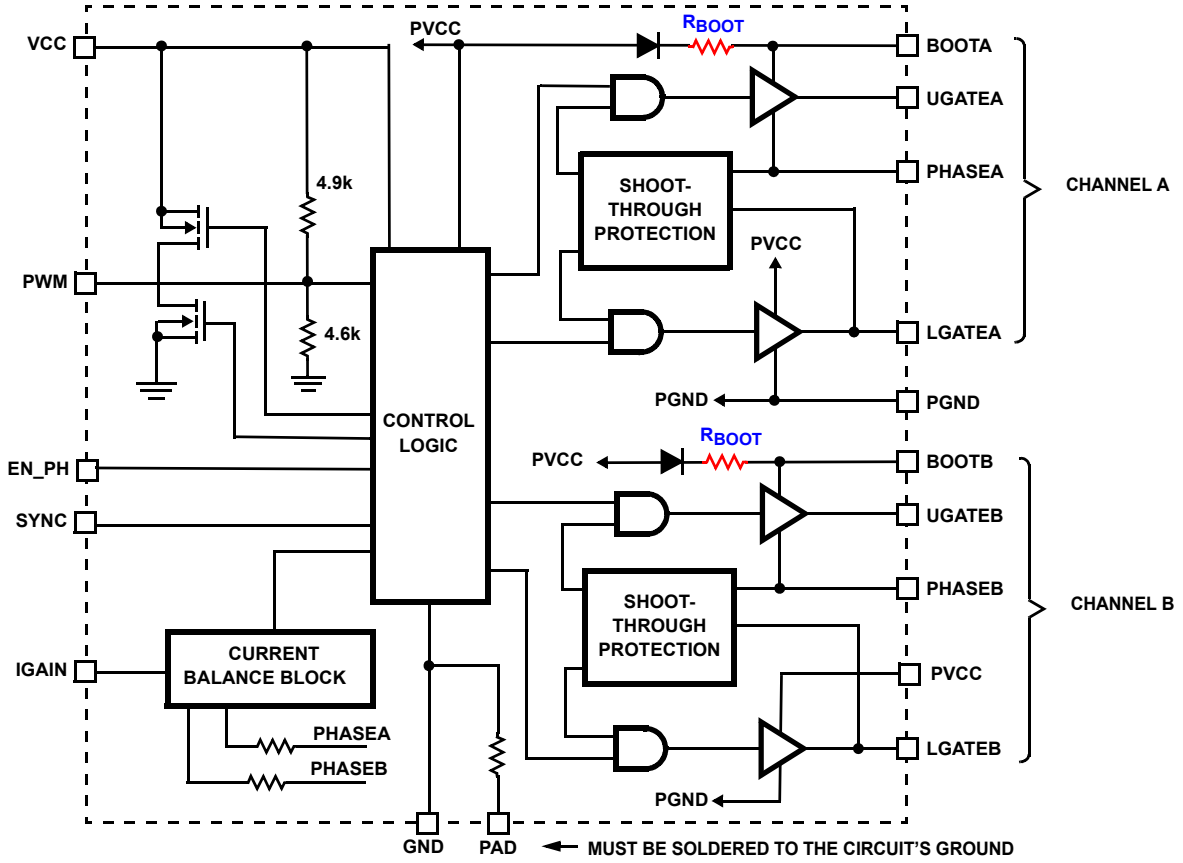 PVCC
RBOOT
VCC
BOOTA
UGATEA
4.9k
SHOOT-
THROUGH
PROTECTION
PHASEA
CHANNEL A
PVCC
PWM
4.6k
LGATEA
PGND
PGND
CONTROL
LOGIC
RBOOT
PVCC
BOOTB
EN_PH
SYNC
UGATEB
SHOOT-
THROUGH
PROTECTION
PHASEB
CHANNEL B
IGAIN
CURRENT
BALANCE BLOCK
PVCC
PHASEA
PHASEB
LGATEB
PGND
GND
PAD
MUST BE SOLDERED TO THE CIRCUIT'S GROUND